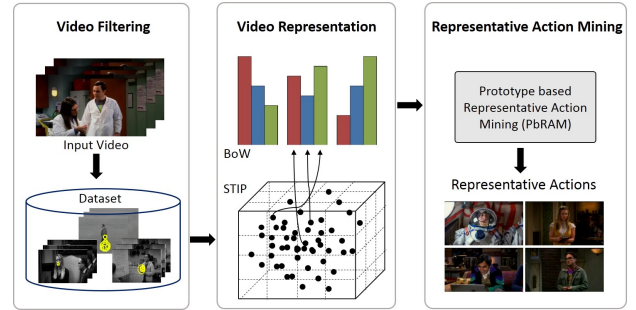 Video Filtering
Input Video
Dataset
Video Representation
BoW
STIP
Representative Action Mining
Prototype based
Representative Action
Mining (PbRAM)
Representative Actions